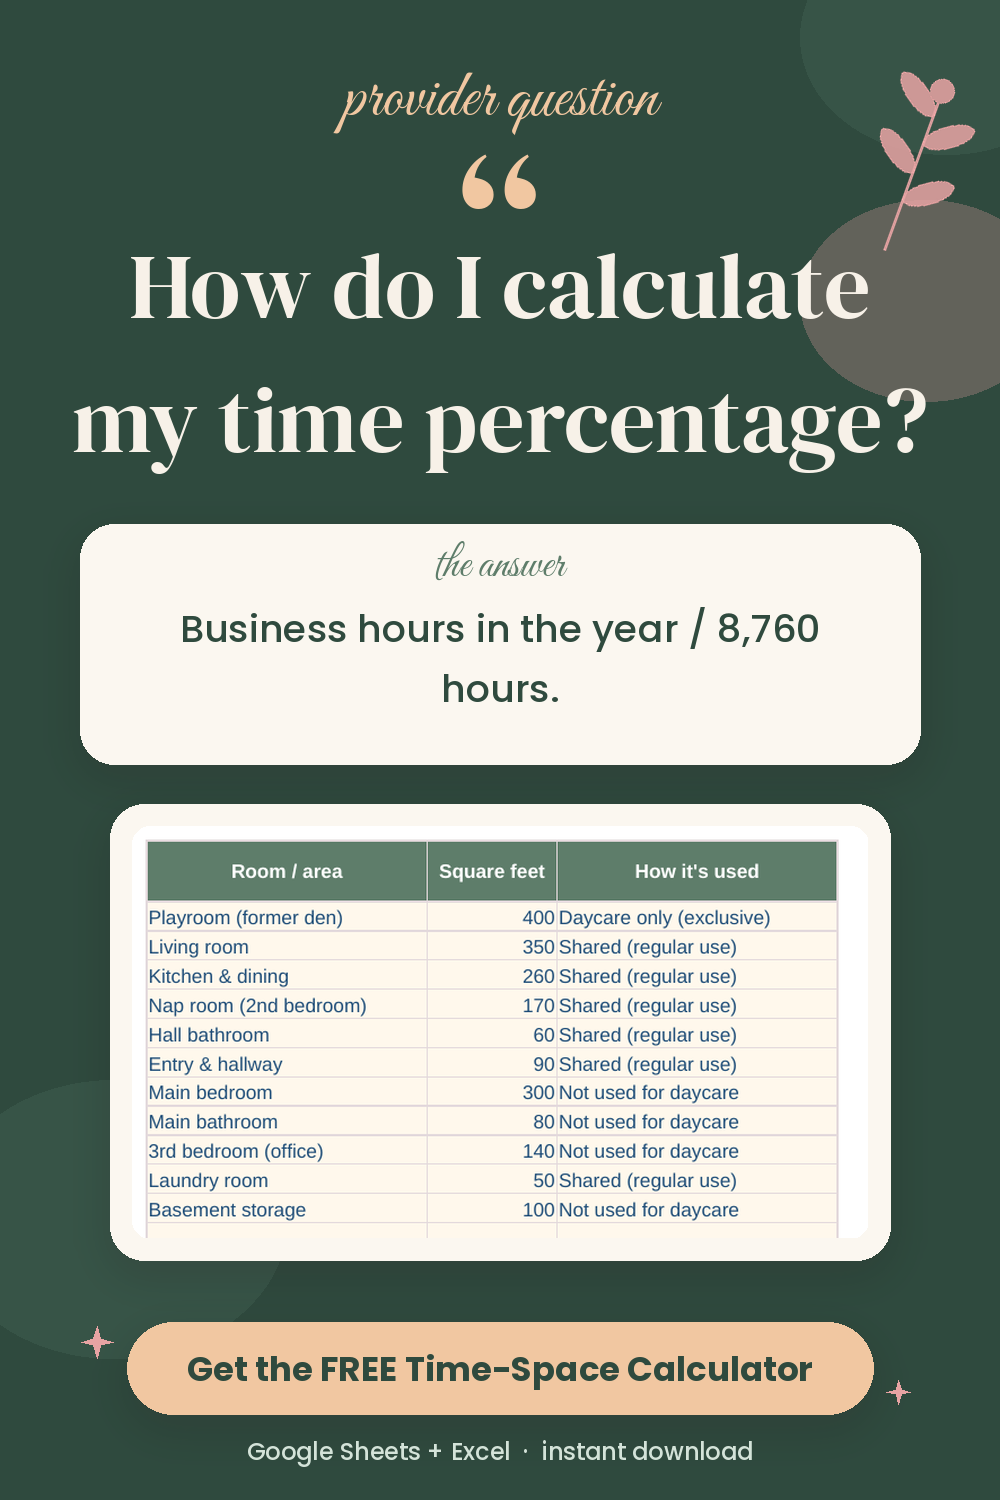 provider question
“
How do I calculate
my time percentage?
the answer
Business hours in the year / 8,760
hours.
Room / area Square feet How it's used
Playroom (former den) 400 Daycare only (exclusive)
Living room 350 Shared (regular use)
Kitchen & dining 260 Shared (regular use)
Nap room (2nd bedroom) 170 Shared (regular use)
Hall bathroom 60 Shared (regular use)
Entry & hallway 90 Shared (regular use)
Main bedroom 300 Not used for daycare
Main bathroom 80 Not used for daycare
3rd bedroom (office) 140 Not used for daycare
Laundry room 50 Shared (regular use)
Basement storage 100 Not used for daycare
Get the FREE Time-Space Calculator
Google Sheets + Excel · instant download